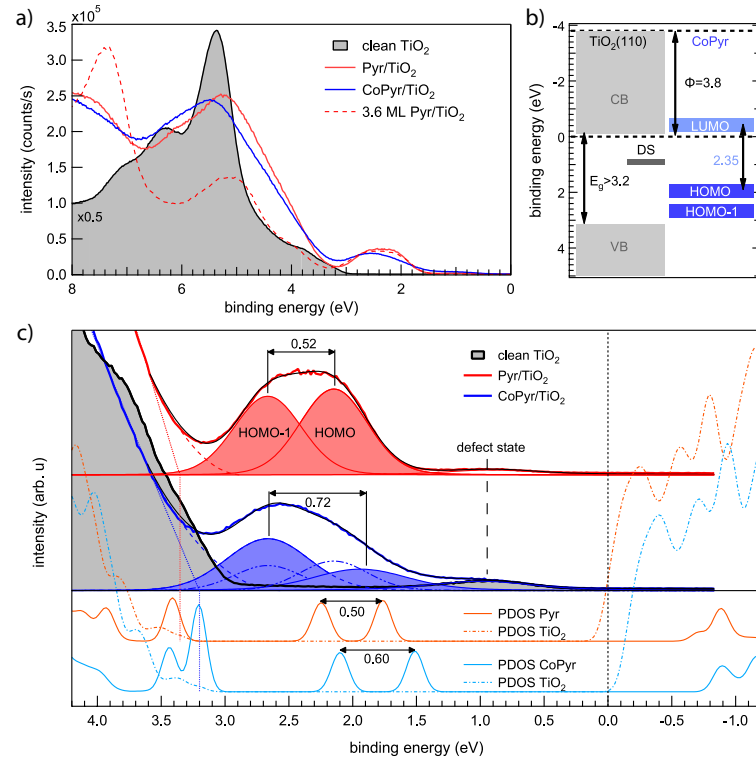 a)
x10⁵
3.5
3.0
2.5
2.0
1.5
1.0
0.5
0.0
intensity (counts/s)
clean TiO₂
Pyr/TiO₂
CoPyr/TiO₂
3.6 ML Pyr/TiO₂
x0.5
8 6 4 2 0
binding energy (eV)
b)
TiO₂(110) CoPyr
-4
-2
0
2
4
binding energy (eV)
CB
Φ=3.8
LUMO
DS
2.35
E_g>3.2
HOMO
HOMO-1
VB
c)
intensity (arb. u)
0.52
clean TiO₂
Pyr/TiO₂
CoPyr/TiO₂
HOMO-1 HOMO
defect state
0.72
0.50
PDOS Pyr
PDOS TiO₂
0.60
PDOS CoPyr
PDOS TiO₂
4.0 3.5 3.0 2.5 2.0 1.5 1.0 0.5 0.0 -0.5 -1.0
binding energy (eV)